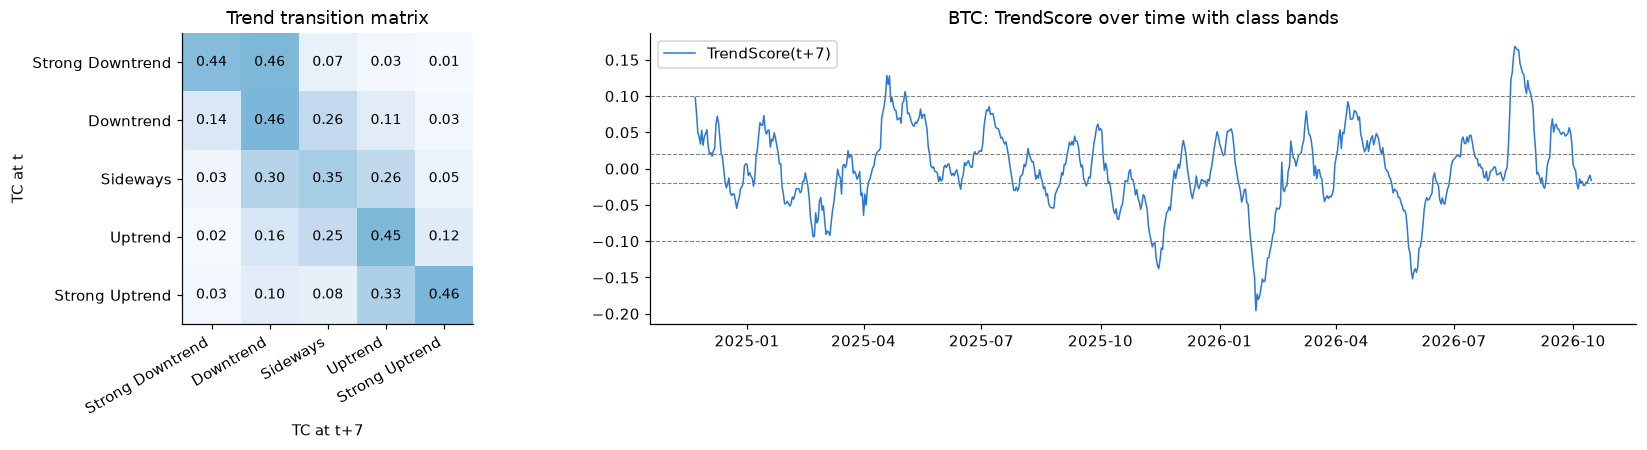 Trend transition matrix
TC at t
Strong Downtrend 0.44 0.46 0.07 0.03 0.01
Downtrend 0.14 0.46 0.26 0.11 0.03
Sideways 0.03 0.30 0.35 0.26 0.05
Uptrend 0.02 0.16 0.25 0.45 0.12
Strong Uptrend 0.03 0.10 0.08 0.33 0.46
Strong Downtrend
Downtrend
Sideways
Uptrend
Strong Uptrend
TC at t+7
BTC: TrendScore over time with class bands
TrendScore(t+7)
0.15
0.10
0.05
0.00
−0.05
−0.10
−0.15
−0.20
2025-01 2025-04 2025-07 2025-10 2026-01 2026-04 2026-07 2026-10